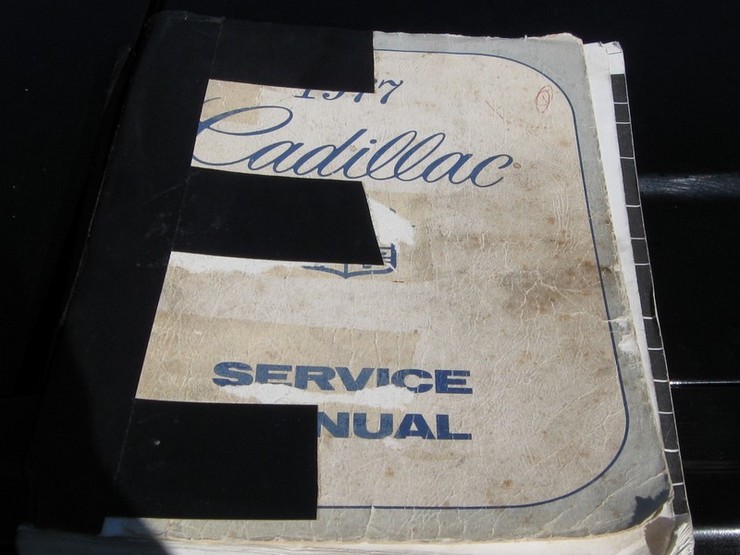 1977
Cadillac
SERVICE
NUAL